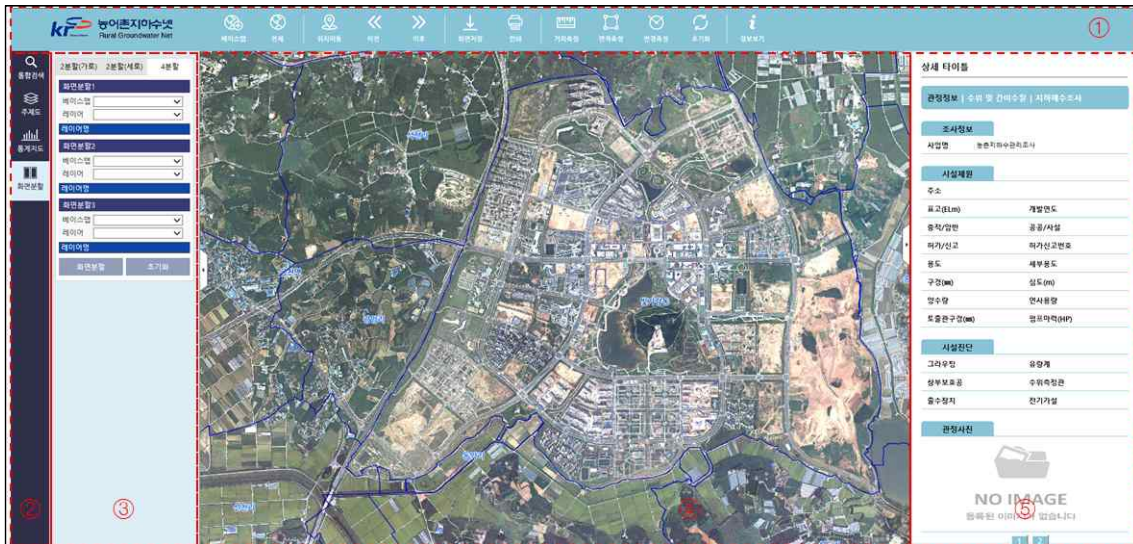 농어촌지하수넷
Rural Groundwater Net
베이스맵 전체 위치이동 이전 이후 화면저장 인쇄 거리측정 면적측정 반경측정 초기화 정보보기
①
통합검색
주제도
통계지도
화면분할
②
2분할(가로) 2분할(세로) 4분할
화면분할1
베이스맵
레이어
레이어명
화면분할2
베이스맵
레이어
레이어명
화면분할3
베이스맵
레이어
레이어명
화면분할 초기화
③
④
상세 타이틀
관정정보 | 수위 및 간이수질 | 지하해수조사
조사정보
사업명 농촌지하수관리조사
시설제원
주소
표고(ELm) 개발연도
충적/암반 공공/사설
허가/신고 허가신고번호
용도 세부용도
구경(㎜) 심도(m)
양수량 연사용량
토출관구경(㎜) 펌프마력(HP)
시설진단
그라우팅 유량계
상부보호공 수위측정관
출수장치 전기가설
관정사진
NO IMAGE
등록된 이미지가 없습니다
⑤
1 2